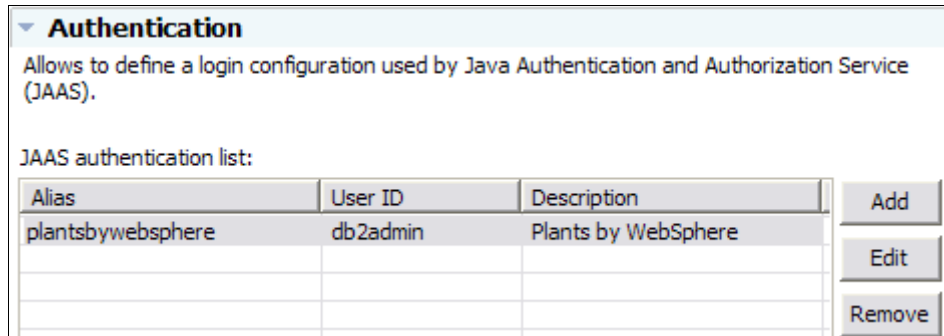 Authentication
Allows to define a login configuration used by Java Authentication and Authorization Service
(JAAS).
JAAS authentication list:
Alias User ID Description
plantsbywebsphere db2admin Plants by WebSphere
Add
Edit
Remove